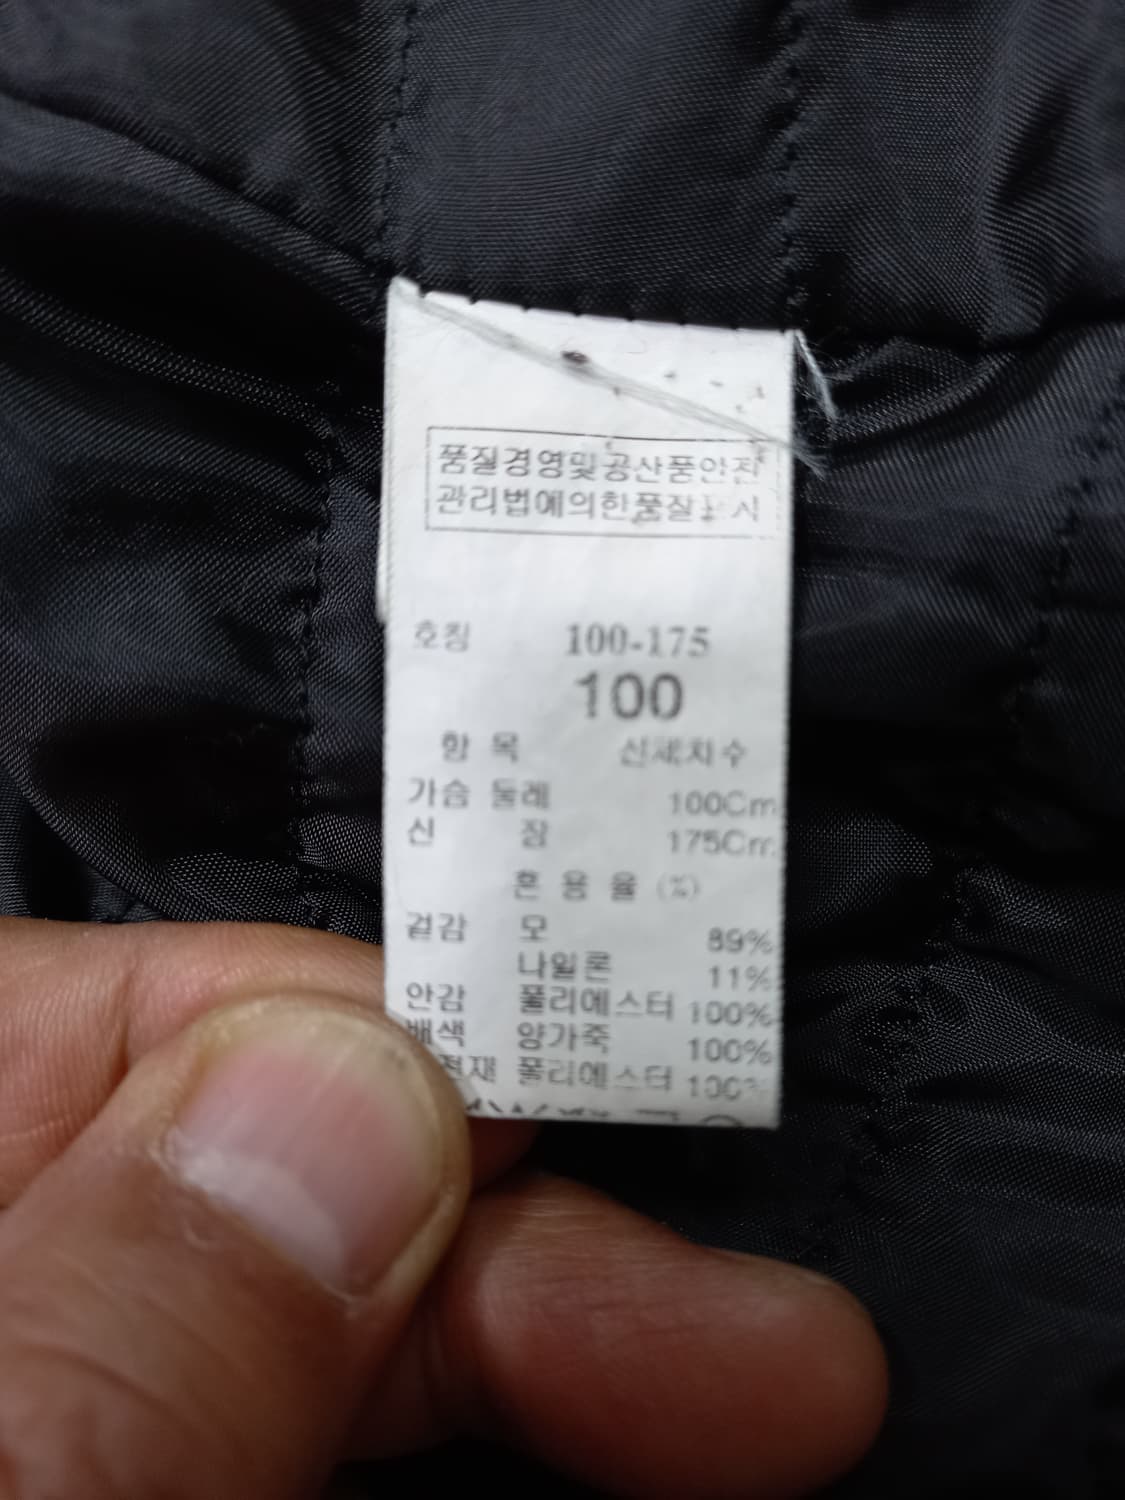 품질경영및공산품안전
관리법에의한품질표시
호칭 100-175
100
항 목 신체치수
가슴 둘레 100Cm
신 장 175Cm
혼 용 율 (%)
겉감 모 89%
나일론 11%
안감 폴리에스터 100%
배색 양가죽 100%
폴리에스터 100%